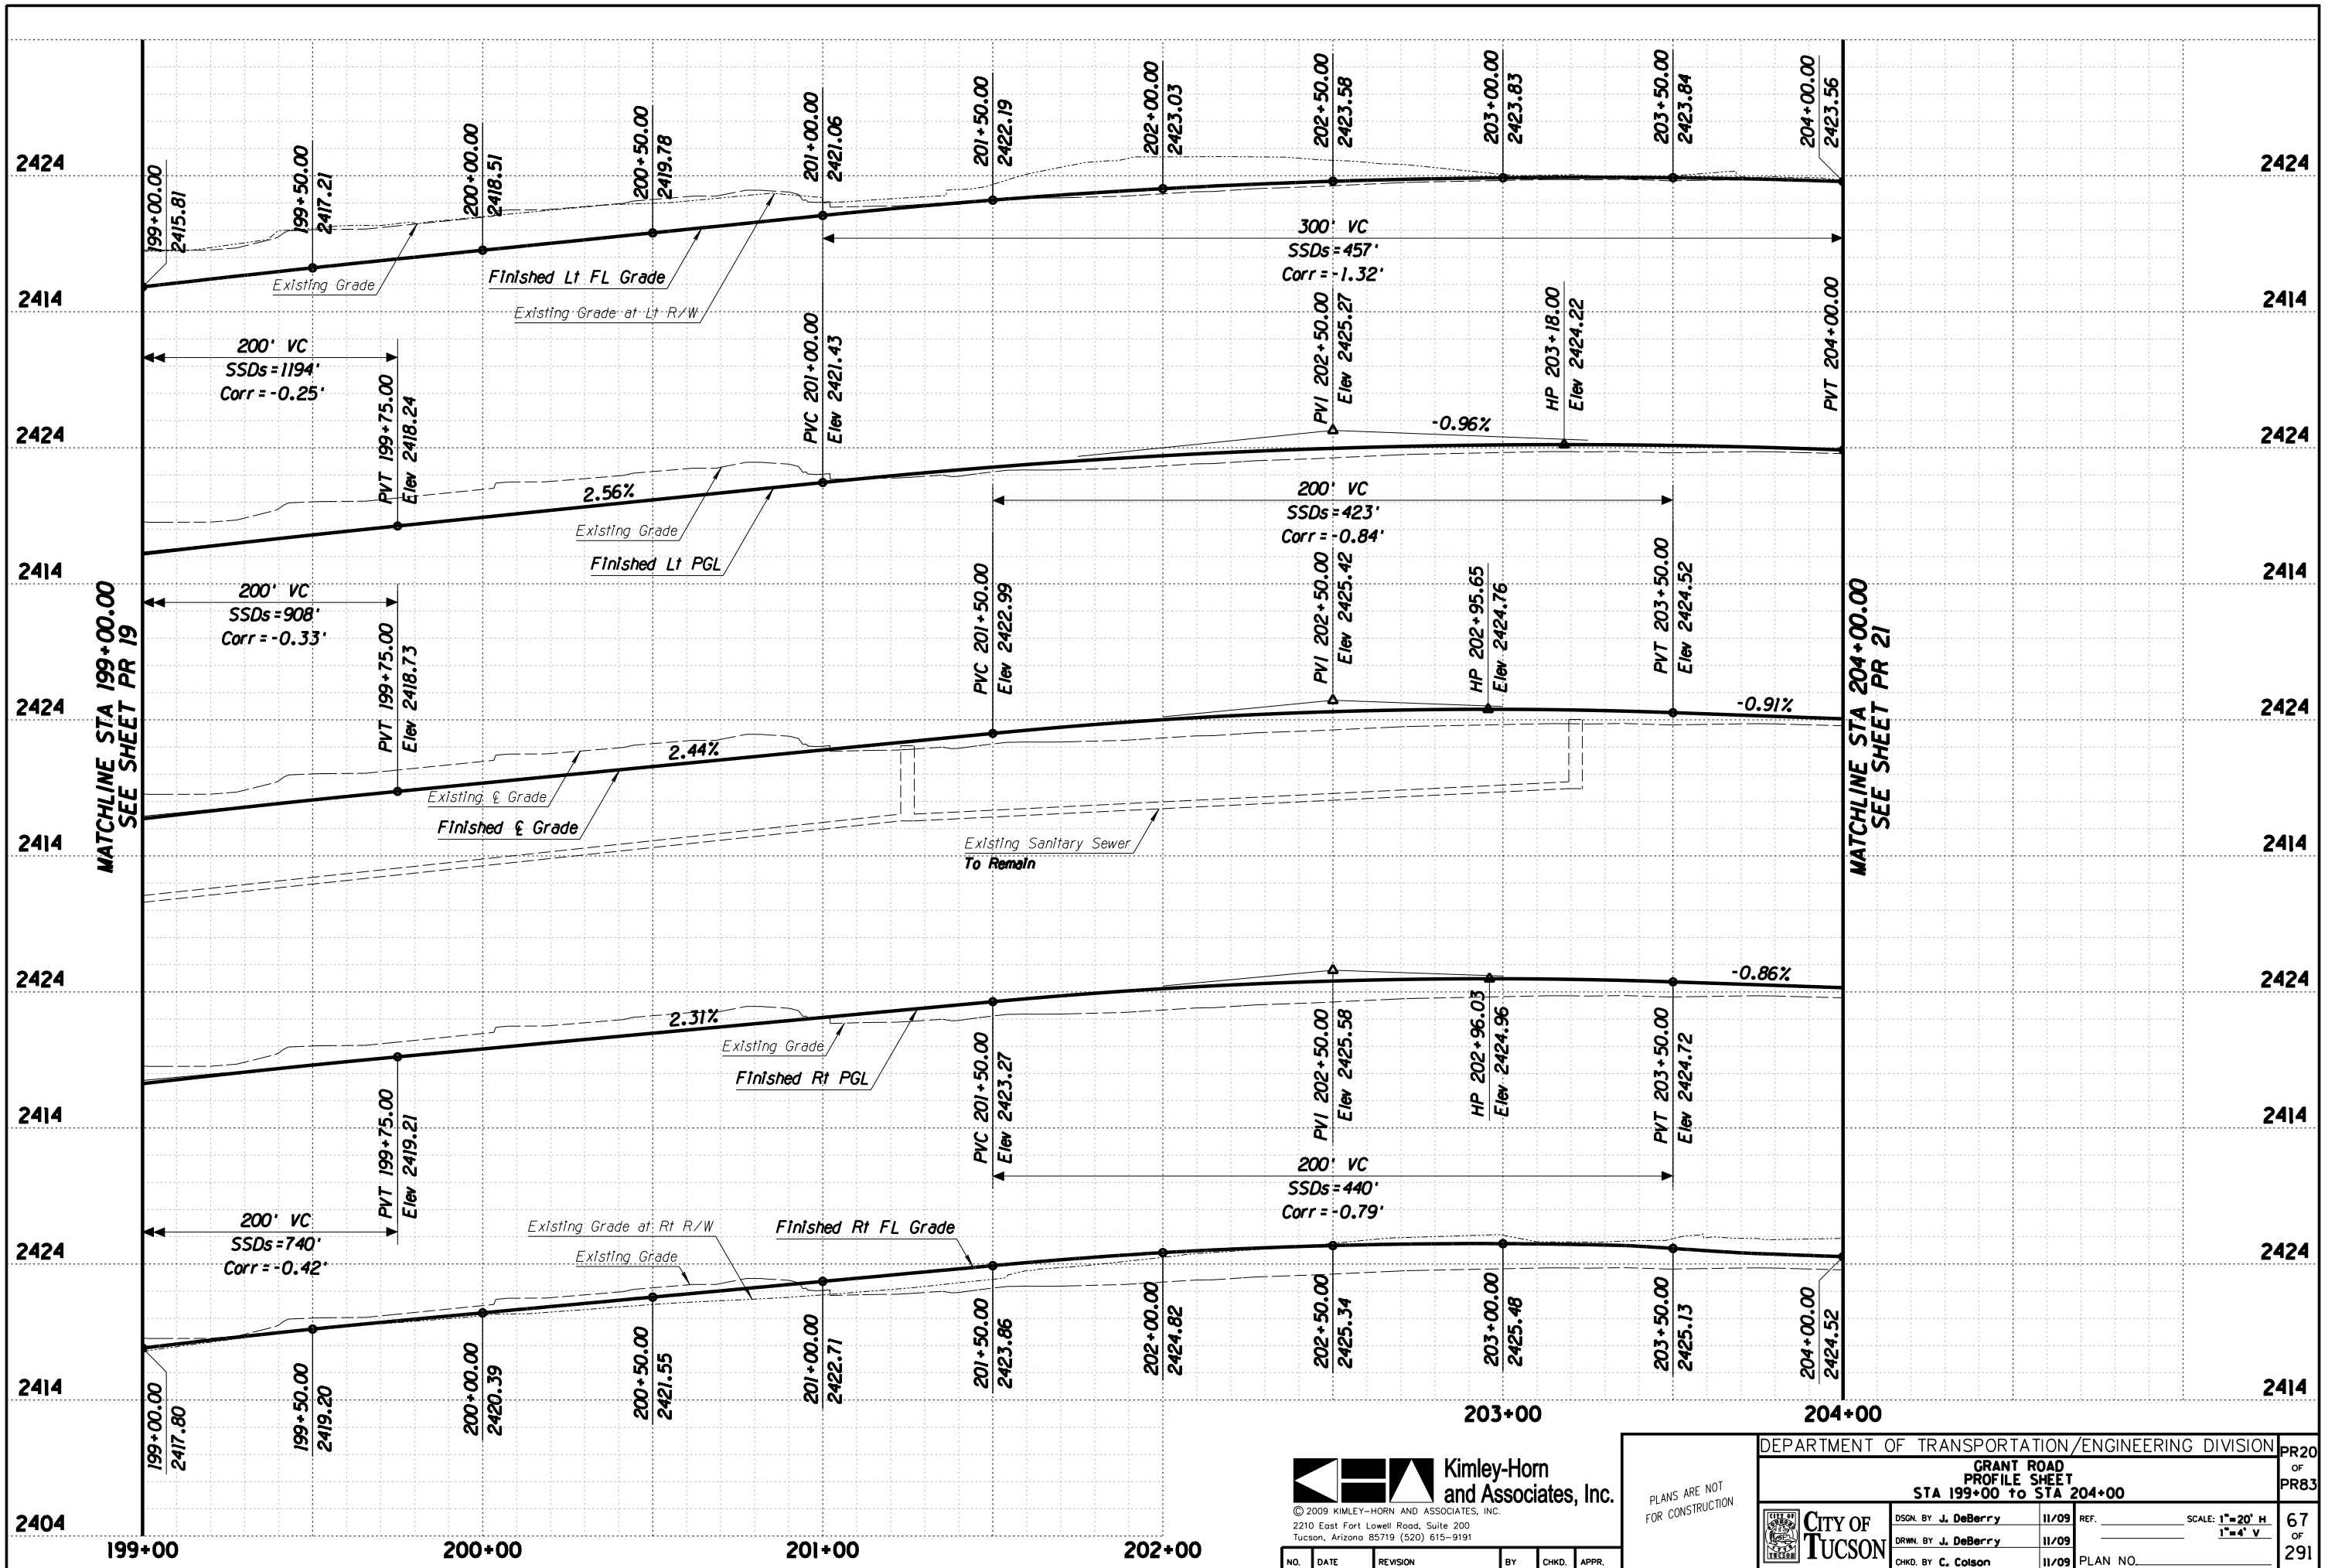 199+00.00
2415.81
199+50.00
2417.21
200+00.00
2418.51
200+50.00
2419.78
201+00.00
2421.06
201+50.00
2422.19
202+00.00
2423.03
202+50.00
2423.58
203+00.00
2423.83
203+50.00
2423.84
204+00.00
2423.56
2424
2424
300' VC
SSDs=457'
Corr=-1.32'
Existing Grade
Finished Lt FL Grade
Existing Grade at Lt R/W
2414
2414
200' VC
SSDs=1194'
Corr=-0.25'
PVT 199+75.00
Elev 2418.24
PVC 201+00.00
Elev 2421.43
PVI 202+50.00
Elev 2425.27
HP 203+18.00
Elev 2424.22
PVT 204+00.00
2424
2424
-0.96%
2.56%
Existing Grade
Finished Lt PGL
200' VC
SSDs=423'
Corr=-0.84'
2414
2414
MATCHLINE STA 199+00.00
SEE SHEET PR 19
200' VC
SSDs=908'
Corr=-0.33'
PVT 199+75.00
Elev 2418.73
PVC 201+50.00
Elev 2422.99
PVI 202+50.00
Elev 2425.42
HP 202+95.65
Elev 2424.76
PVT 203+50.00
Elev 2424.52
MATCHLINE STA 204+00.00
SEE SHEET PR 21
2424
2424
-0.91%
2.44%
Existing ℄ Grade
Finished ℄ Grade
Existing Sanitary Sewer
To Remain
2414
2414
2424
2424
-0.86%
2.31%
Existing Grade
Finished Rt PGL
PVT 199+75.00
Elev 2419.21
PVC 201+50.00
Elev 2423.27
PVI 202+50.00
Elev 2425.58
HP 202+96.03
Elev 2424.96
PVT 203+50.00
Elev 2424.72
2414
2414
200' VC
SSDs=440'
Corr=-0.79'
200' VC
SSDs=740'
Corr=-0.42'
Existing Grade at Rt R/W
Existing Grade
Finished Rt FL Grade
2424
2424
199+00.00
2417.80
199+50.00
2419.20
200+00.00
2420.39
200+50.00
2421.55
201+00.00
2422.71
201+50.00
2423.86
202+00.00
2424.82
202+50.00
2425.34
203+00.00
2425.48
203+50.00
2425.13
204+00.00
2424.52
2414
2414
203+00
204+00
2404
199+00
200+00
201+00
202+00
Kimley-Horn
and Associates, Inc.
© 2009 KIMLEY-HORN AND ASSOCIATES, INC.
2210 East Fort Lowell Road, Suite 200
Tucson, Arizona 85719 (520) 615-9191
NO. DATE REVISION BY CHKD. APPR.
PLANS ARE NOT
FOR CONSTRUCTION
DEPARTMENT OF TRANSPORTATION/ENGINEERING DIVISION
GRANT ROAD
PROFILE SHEET
STA 199+00 to STA 204+00
PR20
OF
PR83
CITY OF
TUCSON
CITY OF
TUCSON
DSGN. BY J. DeBerry 11/09
DRWN. BY J. DeBerry 11/09
CHKD. BY C. Colson 11/09
REF.
SCALE: 1"=20' H
1"=4' V
PLAN NO.
67
OF
291